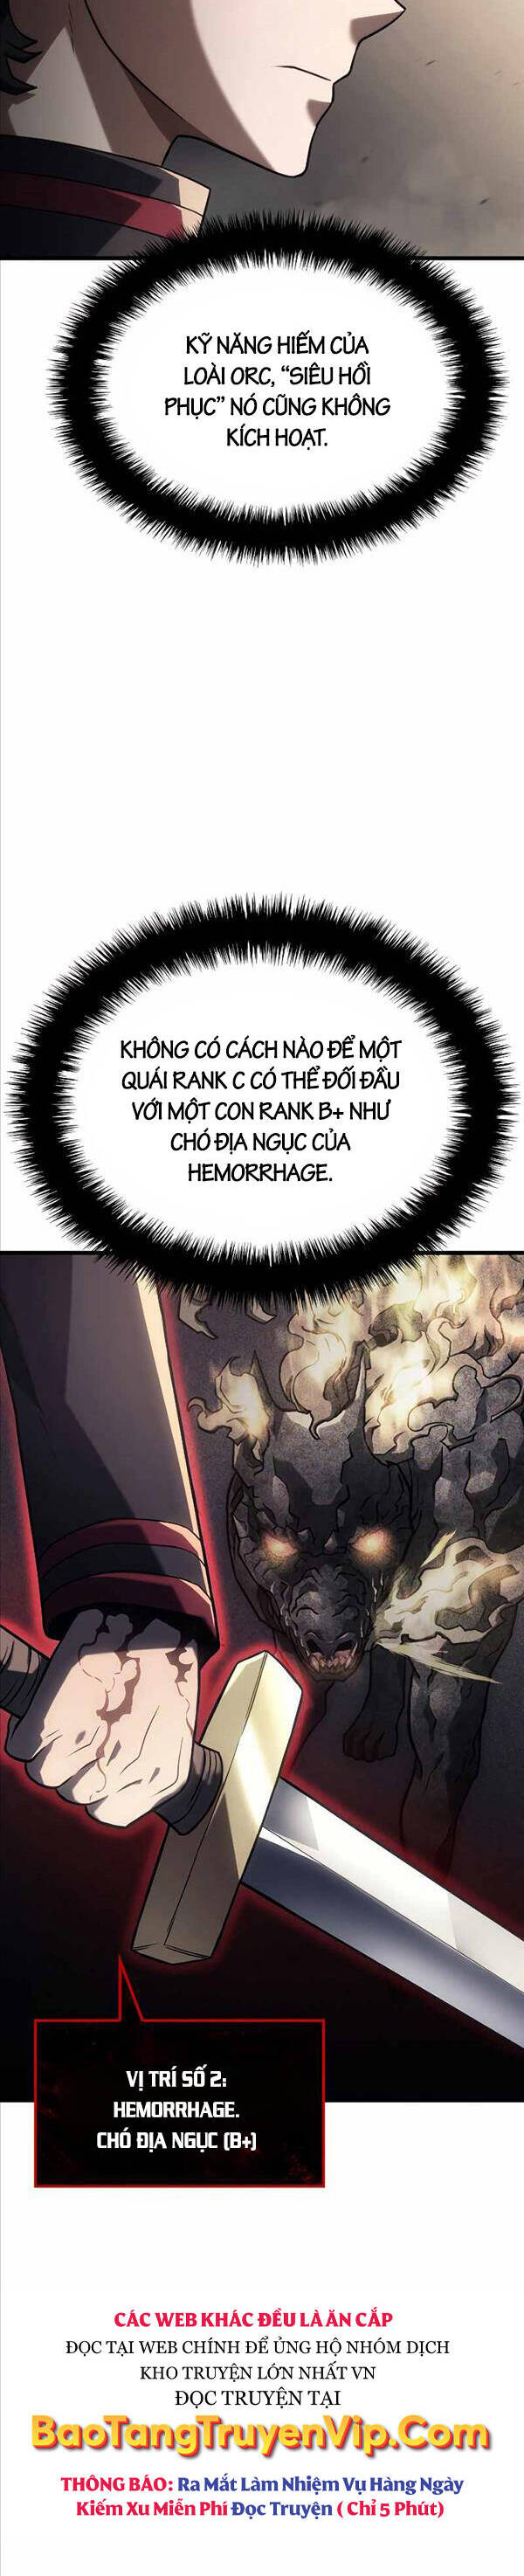 KỸ NĂNG HIẾM CỦA
LOÀI ORC, “SIÊU HỒI
PHỤC” NÓ CŨNG KHÔNG
KÍCH HOẠT.
KHÔNG CÓ CÁCH NÀO ĐỂ MỘT
QUÁI RANK C CÓ THỂ ĐỐI ĐẦU
VỚI MỘT CON RANK B+ NHƯ
CHÓ ĐỊA NGỤC CỦA
HEMORRHAGE.
VỊ TRÍ SỐ 2:
HEMORRHAGE.
CHÓ ĐỊA NGỤC (B+)
CÁC WEB KHÁC ĐỀU LÀ ĂN CẮP
ĐỌC TẠI WEB CHÍNH ĐỂ ỦNG HỘ NHÓM DỊCH
KHO TRUYỆN LỚN NHẤT VN
ĐỌC TRUYỆN TẠI
BaoTangTruyenVip.Com
THÔNG BÁO: Ra Mắt Làm Nhiệm Vụ Hàng Ngày
Kiếm Xu Miễn Phí Đọc Truyện ( Chỉ 5 Phút)